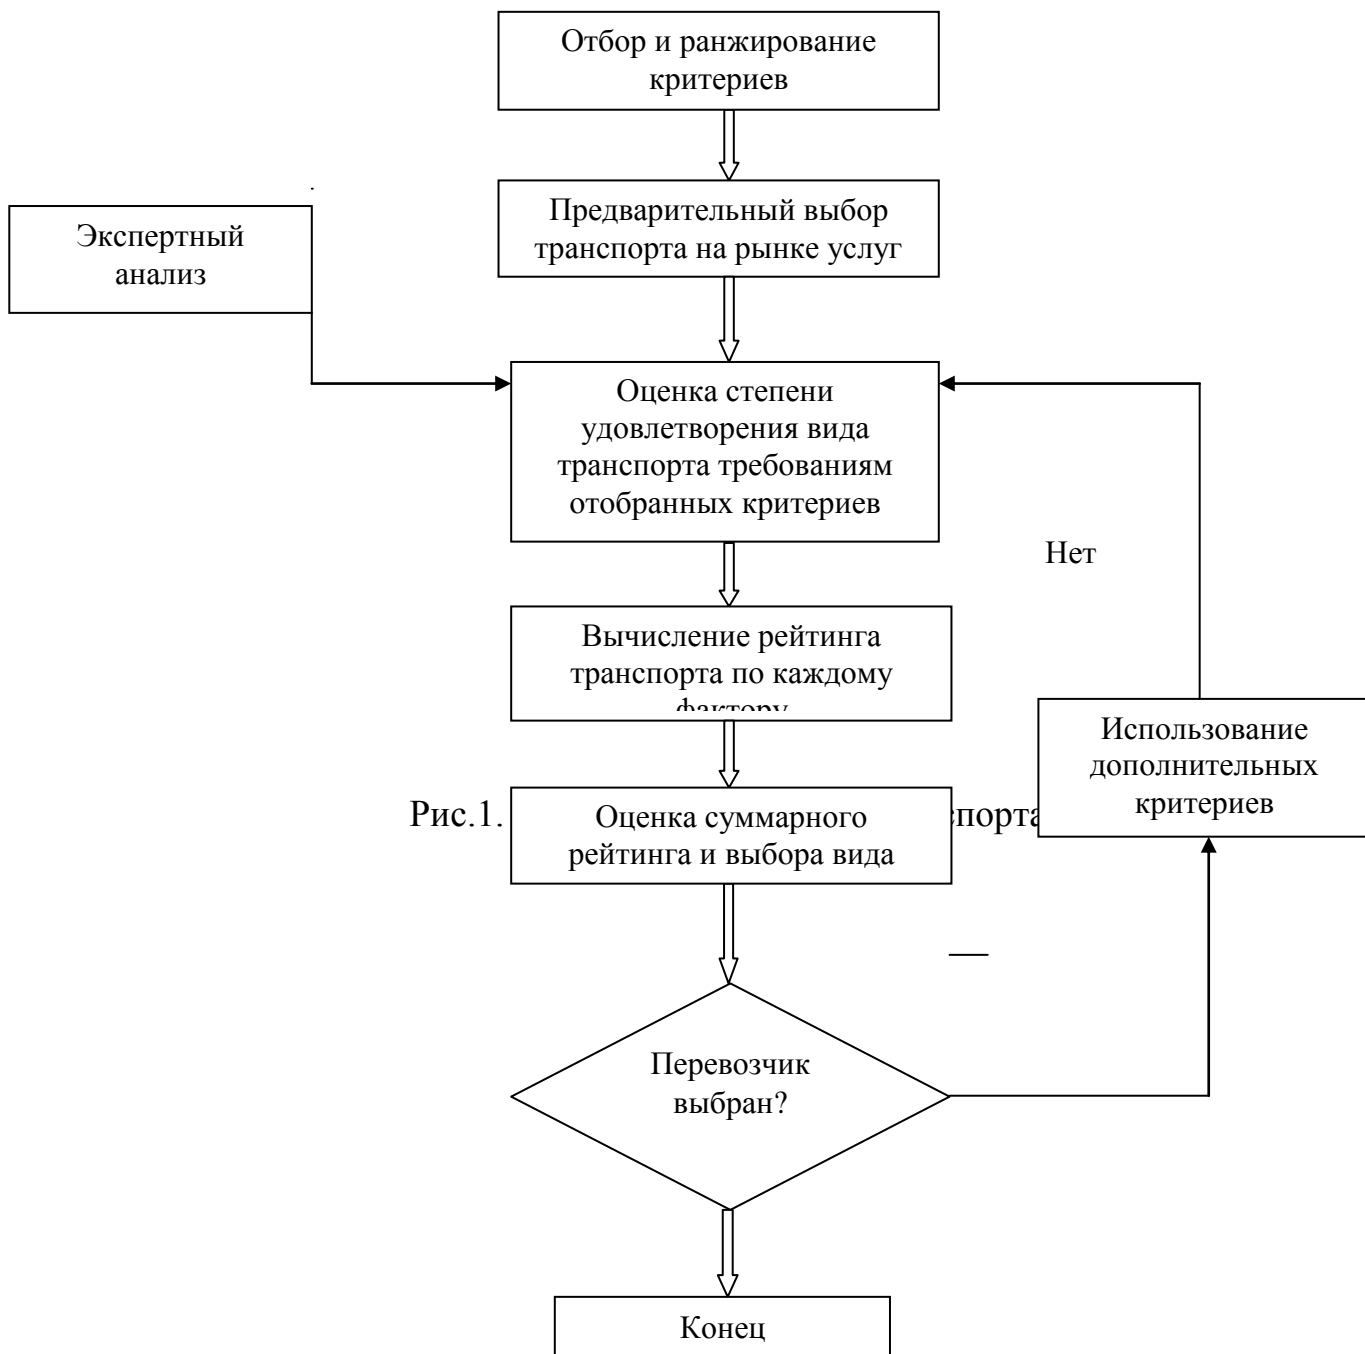 Отбор и ранжирование
критериев
Предварительный выбор
транспорта на рынке услуг
Экспертный
анализ
Оценка степени
удовлетворения вида
транспорта требованиям
отобранных критериев
Нет
Вычисление рейтинга
транспорта по каждому
фактору
Использование
дополнительных
критериев
Рис.1.
спорта
Оценка суммарного
рейтинга и выбора вида
Перевозчик
выбран?
Конец